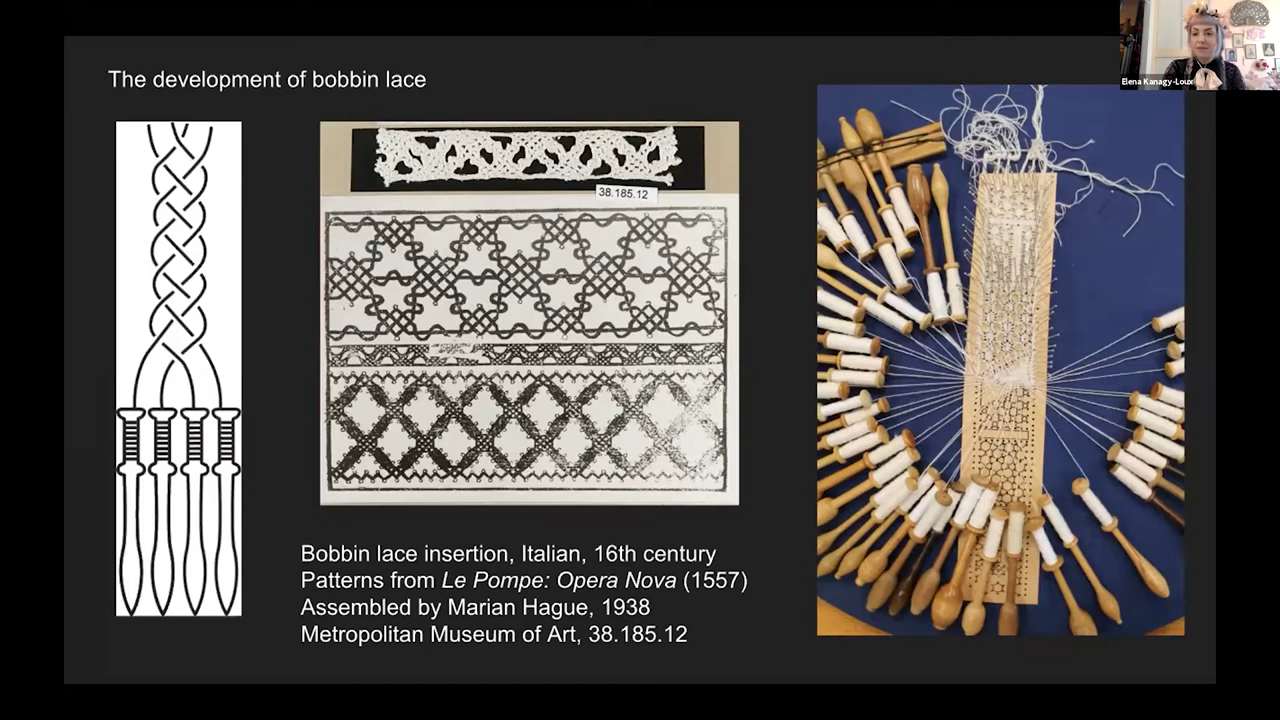 The development of bobbin lace
Elena Kanagy-Loux
38.185.12
Bobbin lace insertion, Italian, 16th century
Patterns from Le Pompe: Opera Nova (1557)
Assembled by Marian Hague, 1938
Metropolitan Museum of Art, 38.185.12